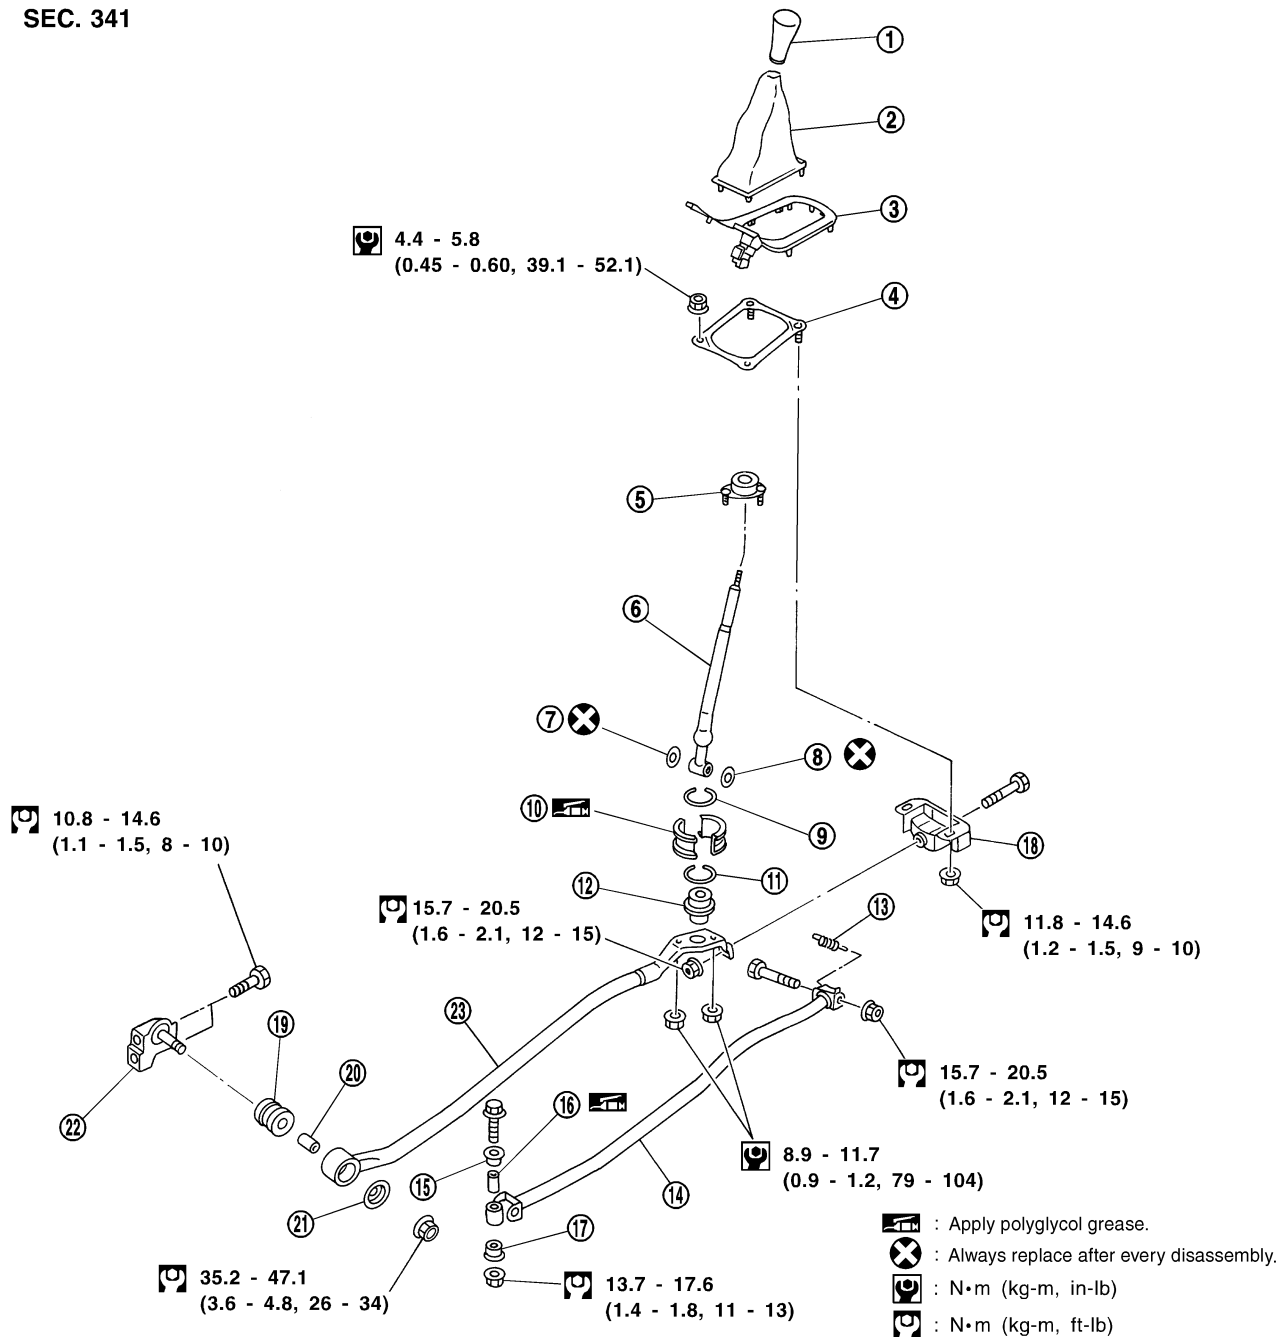 SEC. 341
1
2
3
4.4 - 5.8
(0.45 - 0.60, 39.1 - 52.1)
4
5
6
7
8
9
10
10.8 - 14.6
(1.1 - 1.5, 8 - 10)
18
11
12
15.7 - 20.5
(1.6 - 2.1, 12 - 15)
13
11.8 - 14.6
(1.2 - 1.5, 9 - 10)
23
19
20
22
15.7 - 20.5
(1.6 - 2.1, 12 - 15)
16
8.9 - 11.7
(0.9 - 1.2, 79 - 104)
15
14
21
17
: Apply polyglycol grease.
: Always replace after every disassembly.
35.2 - 47.1
(3.6 - 4.8, 26 - 34)
13.7 - 17.6
(1.4 - 1.8, 11 - 13)
: N•m (kg-m, in-lb)
: N•m (kg-m, ft-lb)